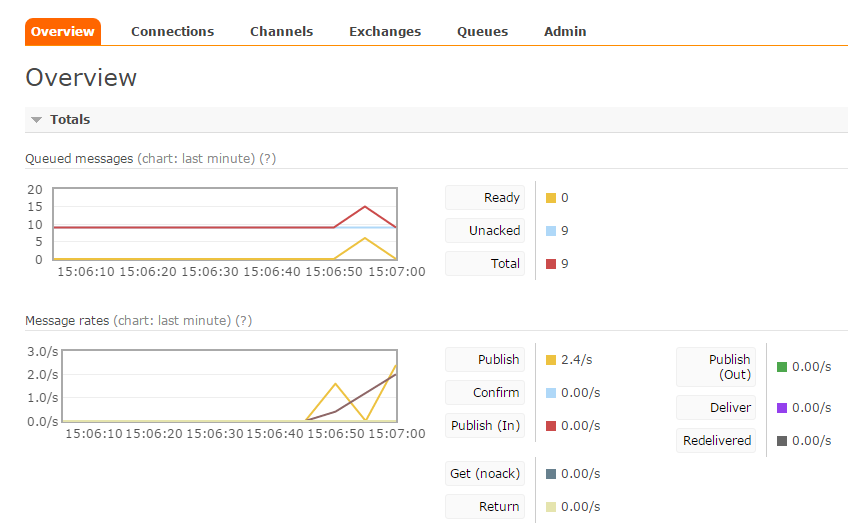 Overview Connections Channels Exchanges Queues Admin
Overview
Totals
Queued messages (chart: last minute) (?)
20
15
10
5
0
15:06:10 15:06:20 15:06:30 15:06:40 15:06:50 15:07:00
Ready 0
Unacked 9
Total 9
Message rates (chart: last minute) (?)
3.0/s
2.0/s
1.0/s
0.0/s
15:06:10 15:06:20 15:06:30 15:06:40 15:06:50 15:07:00
Publish 2.4/s
Confirm 0.00/s
Publish (In) 0.00/s
Publish
(Out) 0.00/s
Deliver 0.00/s
Redelivered 0.00/s
Get (noack) 0.00/s
Return 0.00/s